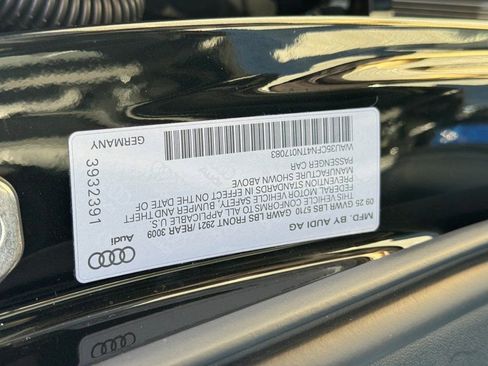 MFD. BY AUDI AG
09 25 GVWR LBS 5710 GAWR LBS FRONT 2921 /REAR 3009
THIS VEHICLE CONFORMS TO ALL APPLICABLE U.S.
FEDERAL MOTOR VEHICLE SAFETY, BUMPER AND THEFT
PREVENTION STANDARDS IN EFFECT ON THE DATE OF
MANUFACTURE SHOWN ABOVE
PASSENGER CAR
WAU3SCFN4TN017083
Audi
3932391
GERMANY